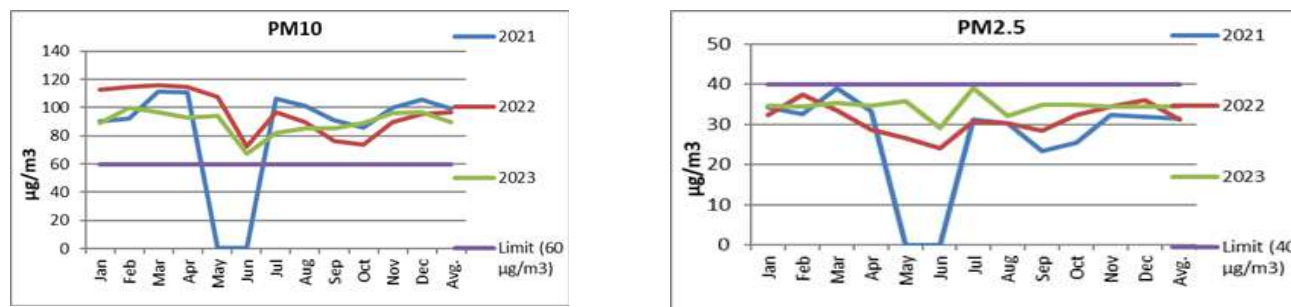 PM10
µg/m3
140
120
100
80
60
40
20
0
Jan
Feb
Mar
Apr
May
Jun
Jul
Aug
Sep
Oct
Nov
Dec
Avg.
2021
2022
2023
Limit (60
µg/m3)
PM2.5
µg/m3
50
40
30
20
10
0
Jan
Feb
Mar
Apr
May
Jun
Jul
Aug
Sep
Oct
Nov
Dec
Avg.
2021
2022
2023
Limit (40
µg/m3)